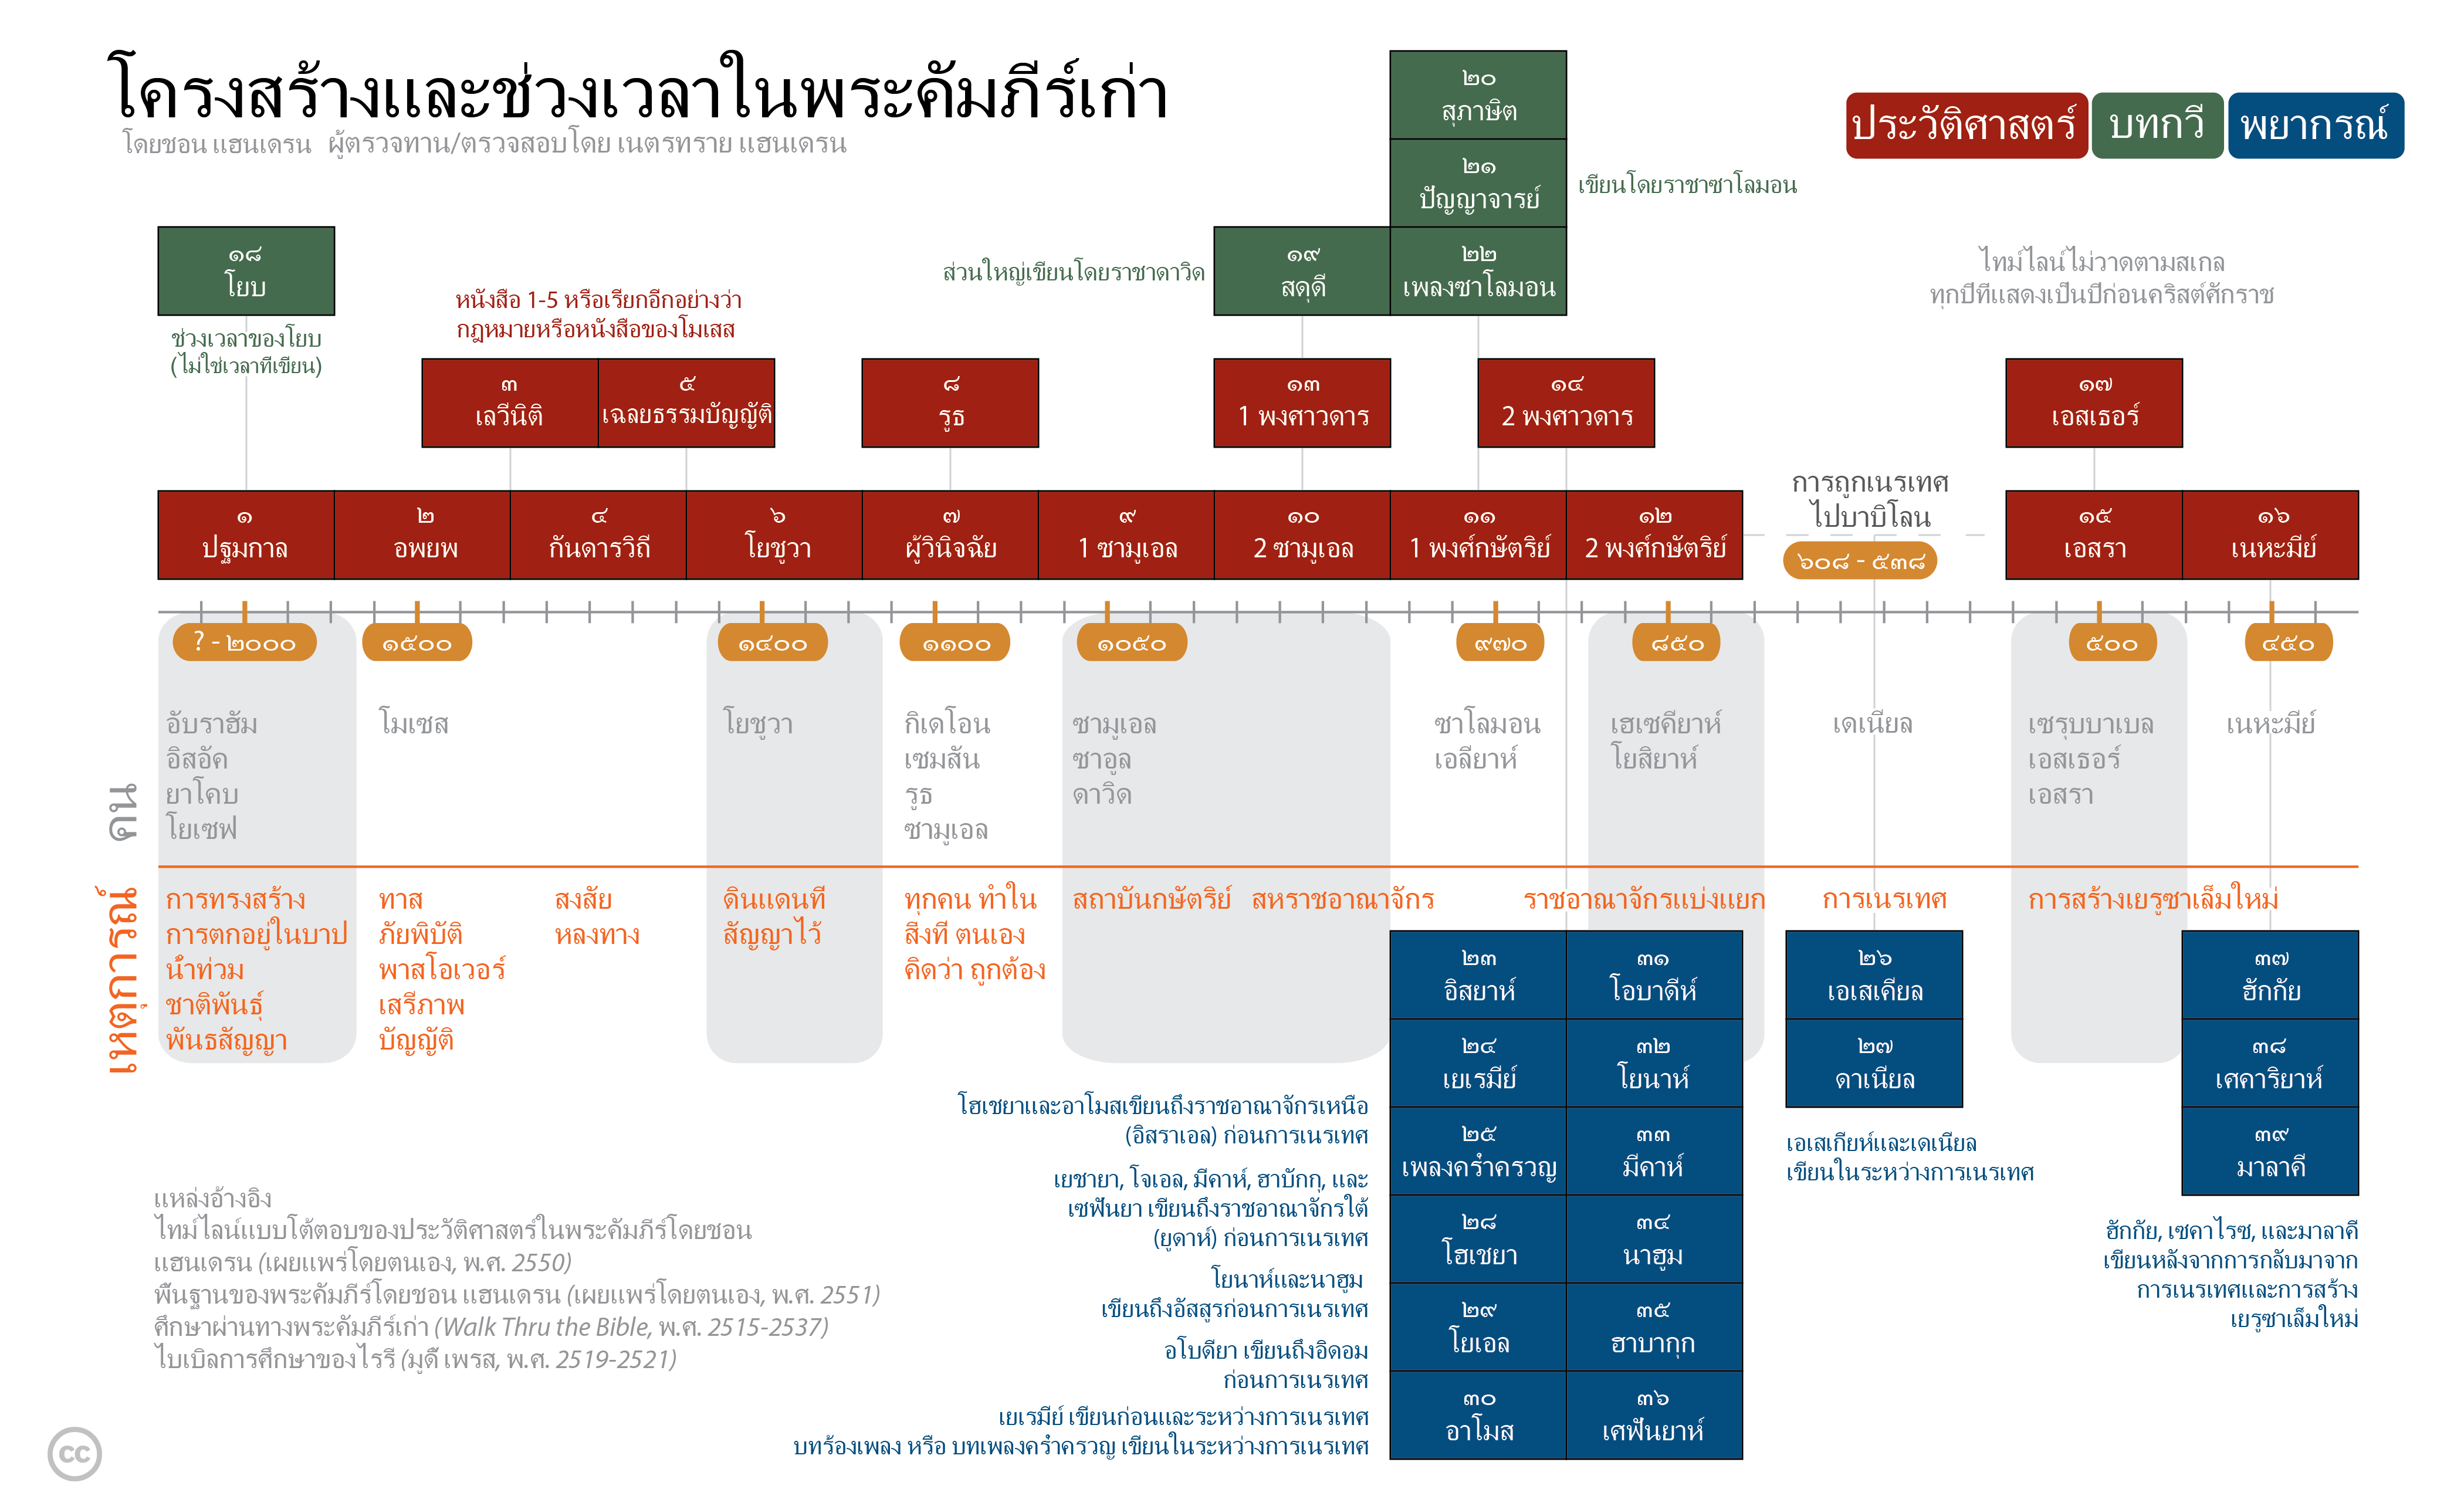 โครงสร้างและช่วงเวลาในพระคัมภีร์เก่า
โดยชอน แฮนเดรน ผู้ตรวจทาน/ตรวจสอบโดย เนตรทราย แฮนเดรน
ประวัติศาสตร์
บทกวี
พยากรณ์
ไทม์ไลน์ไม่วาดตามสเกล
ทุกปีที่แสดงเป็นปีก่อนคริสต์ศักราช
๒๐
สุภาษิต
๒๑
ปัญญาจารย์
เขียนโดยราชาซาโลมอน
๑๘
โยบ
ช่วงเวลาของโยบ
(ไม่ใช่เวลาที่เขียน)
ส่วนใหญ่เขียนโดยราชาดาวิด
๑๙
สดุดี
๒๒
เพลงซาโลมอน
หนังสือ 1-5 หรือเรียกอีกอย่างว่า
กฎหมายหรือหนังสือของโมเสส
๓
เลวีนิติ
๕
เฉลยธรรมบัญญัติ
๘
รูธ
๑๓
1 พงศาวดาร
๑๔
2 พงศาวดาร
๑๗
เอสเธอร์
๑
ปฐมกาล
๒
อพยพ
๔
กันดารวิถี
๖
โยชูวา
๗
ผู้วินิจฉัย
๙
1 ซามูเอล
๑๐
2 ซามูเอล
๑๑
1 พงศ์กษัตริย์
๑๒
2 พงศ์กษัตริย์
การถูกเนรเทศ
ไปบาบิโลน
๖๐๘ - ๕๓๘
๑๕
เอสรา
๑๖
เนหะมีย์
? - ๒๐๐๐
๑๕๐๐
๑๔๐๐
๑๑๐๐
๑๐๕๐
๙๗๐
๘๕๐
๕๐๐
๔๕๐
คน
อับราฮัม
อิสอัค
ยาโคบ
โยเซฟ
โมเซส
โยชูวา
กิเดโอน
เซมสัน
รูธ
ซามูเอล
ซามูเอล
ซาอูล
ดาวิด
ซาโลมอน
เอลียาห์
เฮเซคียาห์
โยสิยาห์
เดเนียล
เซรุบบาเบล
เอสเธอร์
เอสรา
เนหะมีย์
เหตุการณ์
การทรงสร้าง
การตกอยู่ในบาป
น้ำท่วม
ชาติพันธุ์
พันธสัญญา
ทาส
ภัยพิบัติ
พาสโอเวอร์
เสรีภาพ
บัญญัติ
สงสัย
หลงทาง
ดินแดนที่
สัญญาไว้
ทุกคน ทำใน
สิ่งที่ ตนเอง
คิดว่า ถูกต้อง
สถาบันกษัตริย์
สหราชอาณาจักร
ราชอาณาจักรแบ่งแยก
การเนรเทศ
การสร้างเยรูซาเล็มใหม่
๒๓
อิสยาห์
๓๑
โอบาดีห์
๒๔
เยเรมีย์
๓๒
โยนาห์
๒๕
เพลงคร่ำครวญ
๓๓
มีคาห์
๒๘
โฮเชยา
๓๔
นาฮูม
๒๙
โยเอล
๓๕
ฮาบากุก
๓๐
อาโมส
๓๖
เศฟันยาห์
๒๖
เอเสเคียล
๒๗
ดาเนียล
เอเสเกียห์และเดเนียล
เขียนในระหว่างการเนรเทศ
๓๗
ฮักกัย
๓๘
เศคาริยาห์
๓๙
มาลาคี
ฮักกัย, เซคาไรซ, และมาลาคี
เขียนหลังจากการกลับมาจาก
การเนรเทศและการสร้าง
เยรูซาเล็มใหม่
โฮเชยาและอาโมสเขียนถึงราชอาณาจักรเหนือ
(อิสราเอล) ก่อนการเนรเทศ
เยชายา, โจเอล, มีคาห์, ฮาบักกุ, และ
เซฟันยา เขียนถึงราชอาณาจักรใต้
(ยูดาห์) ก่อนการเนรเทศ
โยนาห์และนาฮูม
เขียนถึงอัสสูรก่อนการเนรเทศ
อโบดียา เขียนถึงอิดอม
ก่อนการเนรเทศ
เยเรมีย์ เขียนก่อนและระหว่างการเนรเทศ
บทร้องเพลง หรือ บทเพลงคร่ำครวญ เขียนในระหว่างการเนรเทศ
แหล่งอ้างอิง
ไทม์ไลน์แบบโต้ตอบของประวัติศาสตร์ในพระคัมภีร์โดยชอน
แฮนเดรน (เผยแพร่โดยตนเอง, พ.ศ. 2550)
พื้นฐานของพระคัมภีร์โดยชอน แฮนเดรน (เผยแพร่โดยตนเอง, พ.ศ. 2551)
ศึกษาผ่านทางพระคัมภีร์เก่า (Walk Thru the Bible, พ.ศ. 2515-2537)
ไบเบิลการศึกษาของไรรี (มูดี้ เพรส, พ.ศ. 2519-2521)
cc